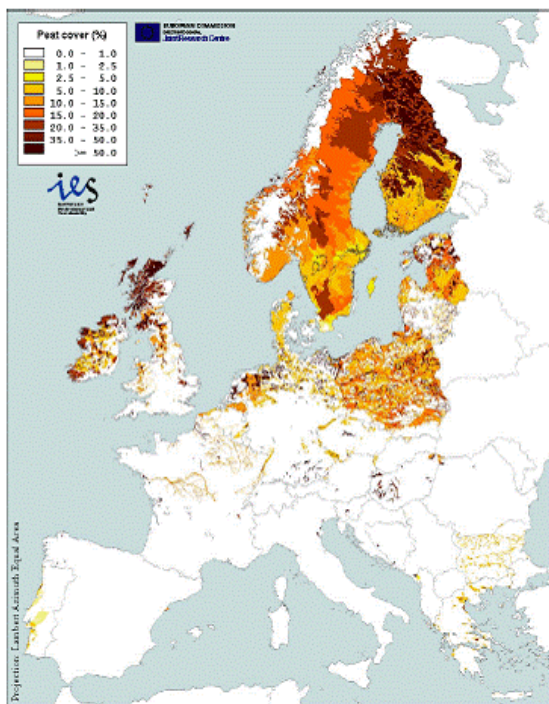 Peat cover (%)
0.0 - 1.0
1.0 - 2.5
2.5 - 5.0
5.0 - 10.0
10.0 - 15.0
15.0 - 20.0
20.0 - 35.0
35.0 - 50.0
>= 50.0
EUROPEAN COMMISSION
Joint Research Centre
ies
Projection: Lambert Azimuth Equal Area